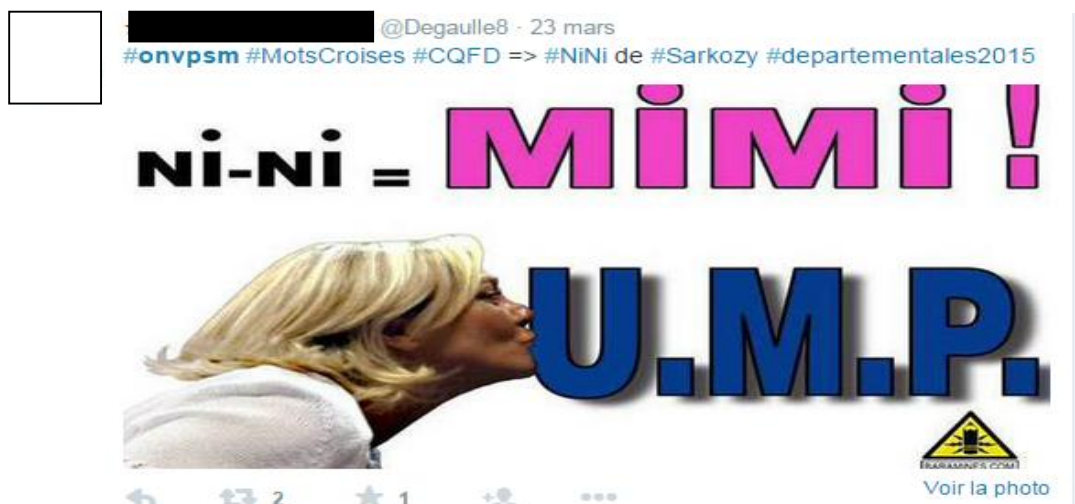 @Degaulle8 · 23 mars
#onvpsm #MotsCroises #CQFD => #NiNi de #Sarkozy #departementales2015
Ni-Ni = MiMi !
U.M.P.
BARAMINES.COM
Voir la photo
2 1